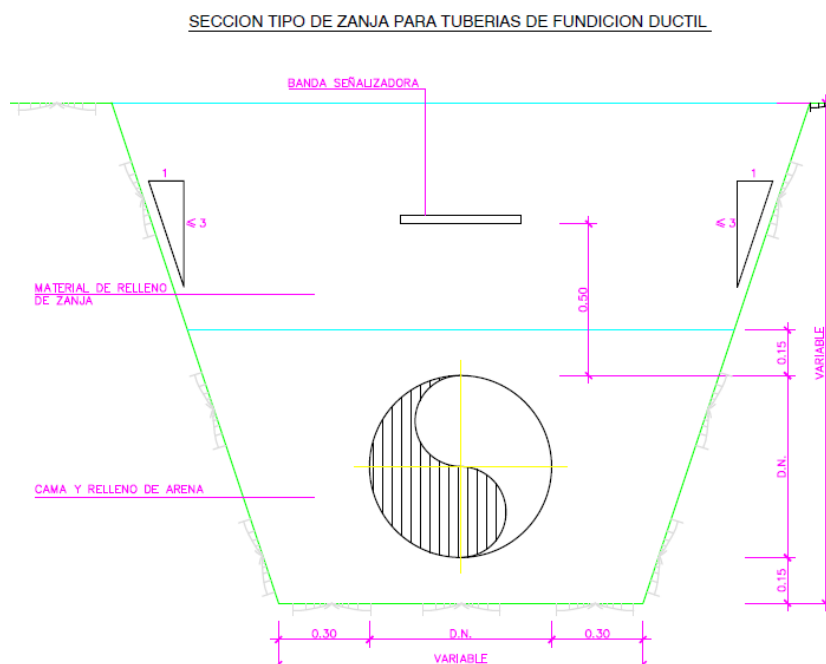 SECCION TIPO DE ZANJA PARA TUBERIAS DE FUNDICION DUCTIL
BANDA SEÑALIZADORA
1
1
⩽ 3
⩽ 3
MATERIAL DE RELLENO
DE ZANJA
0.50
0.15
VARIABLE
D.N.
CAMA Y RELLENO DE ARENA
0.15
0.30
D.N.
0.30
VARIABLE